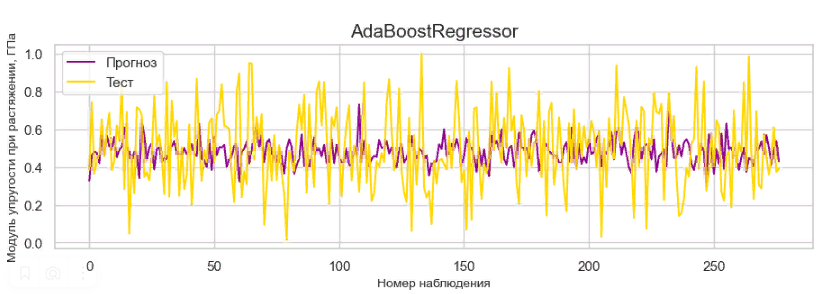 AdaBoostRegressor
Модуль упругости при растяжении, ГПа
1.0
0.8
0.6
0.4
0.2
0.0
Прогноз
Тест
0 50 100 150 200 250
Номер наблюдения